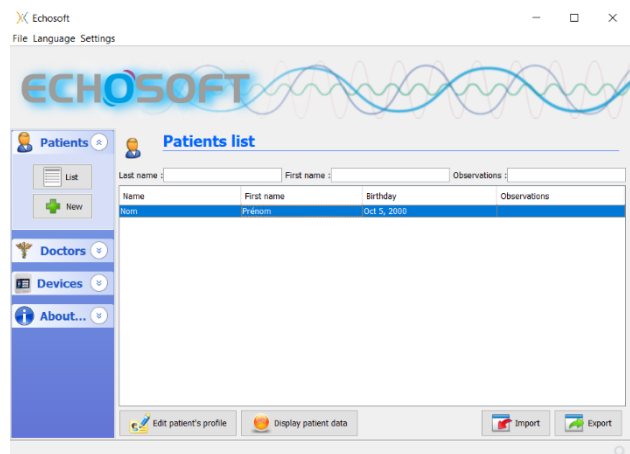 Echosoft
File Language Settings
ECHOSOFT
Patients
List
New
Doctors
Devices
About...
Patients list
Last name : First name : Observations :
Name First name Birthday Observations
Nom Prénom Oct 5, 2000
Edit patient's profile Display patient data Import Export